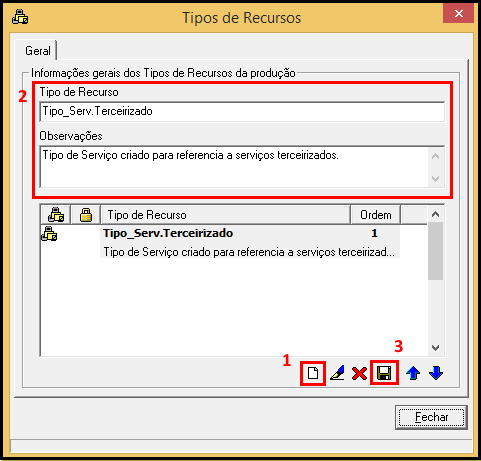 Tipos de Recursos
Geral
Informações gerais dos Tipos de Recursos da produção
2
Tipo de Recurso
Tipo_Serv.Terceirizado
Observações
Tipo de Serviço criado para referencia a serviços terceirizados.
Tipo de Recurso Ordem
Tipo_Serv.Terceirizado 1
Tipo de Serviço criado para referencia a serviços terceirizad...
1 3
Fechar